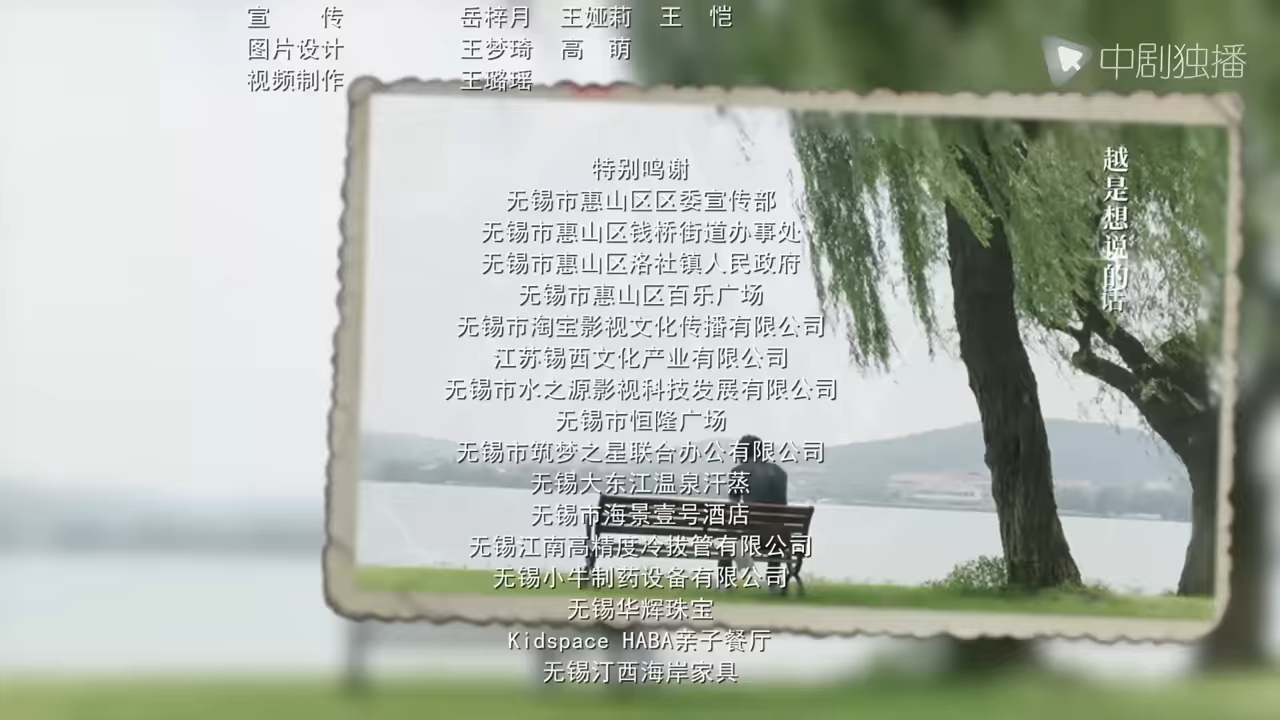 宣 传 岳梓月 王娅莉 王 恺
图片设计 王梦琦 高 萌
视频制作 王璐瑶
中剧独播
特别鸣谢
无锡市惠山区区委宣传部
无锡市惠山区钱桥街道办事处
无锡市惠山区洛社镇人民政府
无锡市惠山区百乐广场
无锡市淘宝影视文化传播有限公司
江苏锡西文化产业有限公司
无锡市水之源影视科技发展有限公司
无锡市恒隆广场
无锡市筑梦之星联合办公有限公司
无锡大东江温泉汗蒸
无锡市海景壹号酒店
无锡江南高精度冷拔管有限公司
无锡小牛制药设备有限公司
无锡华辉珠宝
Kidspace HABA亲子餐厅
无锡汀西海岸家具
越是想说的话